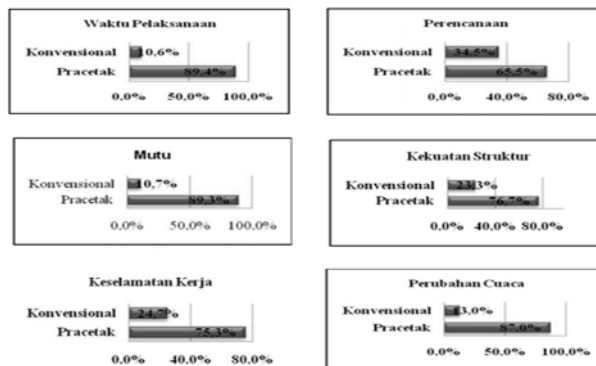 Waktu Pelaksanaan
Konvensional 10,6%
Pracetak 89,4%
0,0% 50,0% 100,0%
Perencanaan
Konvensional 34,5%
Pracetak 65,5%
0,0% 40,0% 80,0%
Mutu
Konvensional 10,7%
Pracetak 89,3%
0,0% 50,0% 100,0%
Kekuatan Struktur
Konvensional 23,3%
Pracetak 76,7%
0,0% 40,0% 80,0%
Keselamatan Kerja
Konvensional 24,7%
Pracetak 75,3%
0,0% 40,0% 80,0%
Perubahan Cuaca
Konvensional 13,0%
Pracetak 87,0%
0,0% 50,0% 100,0%